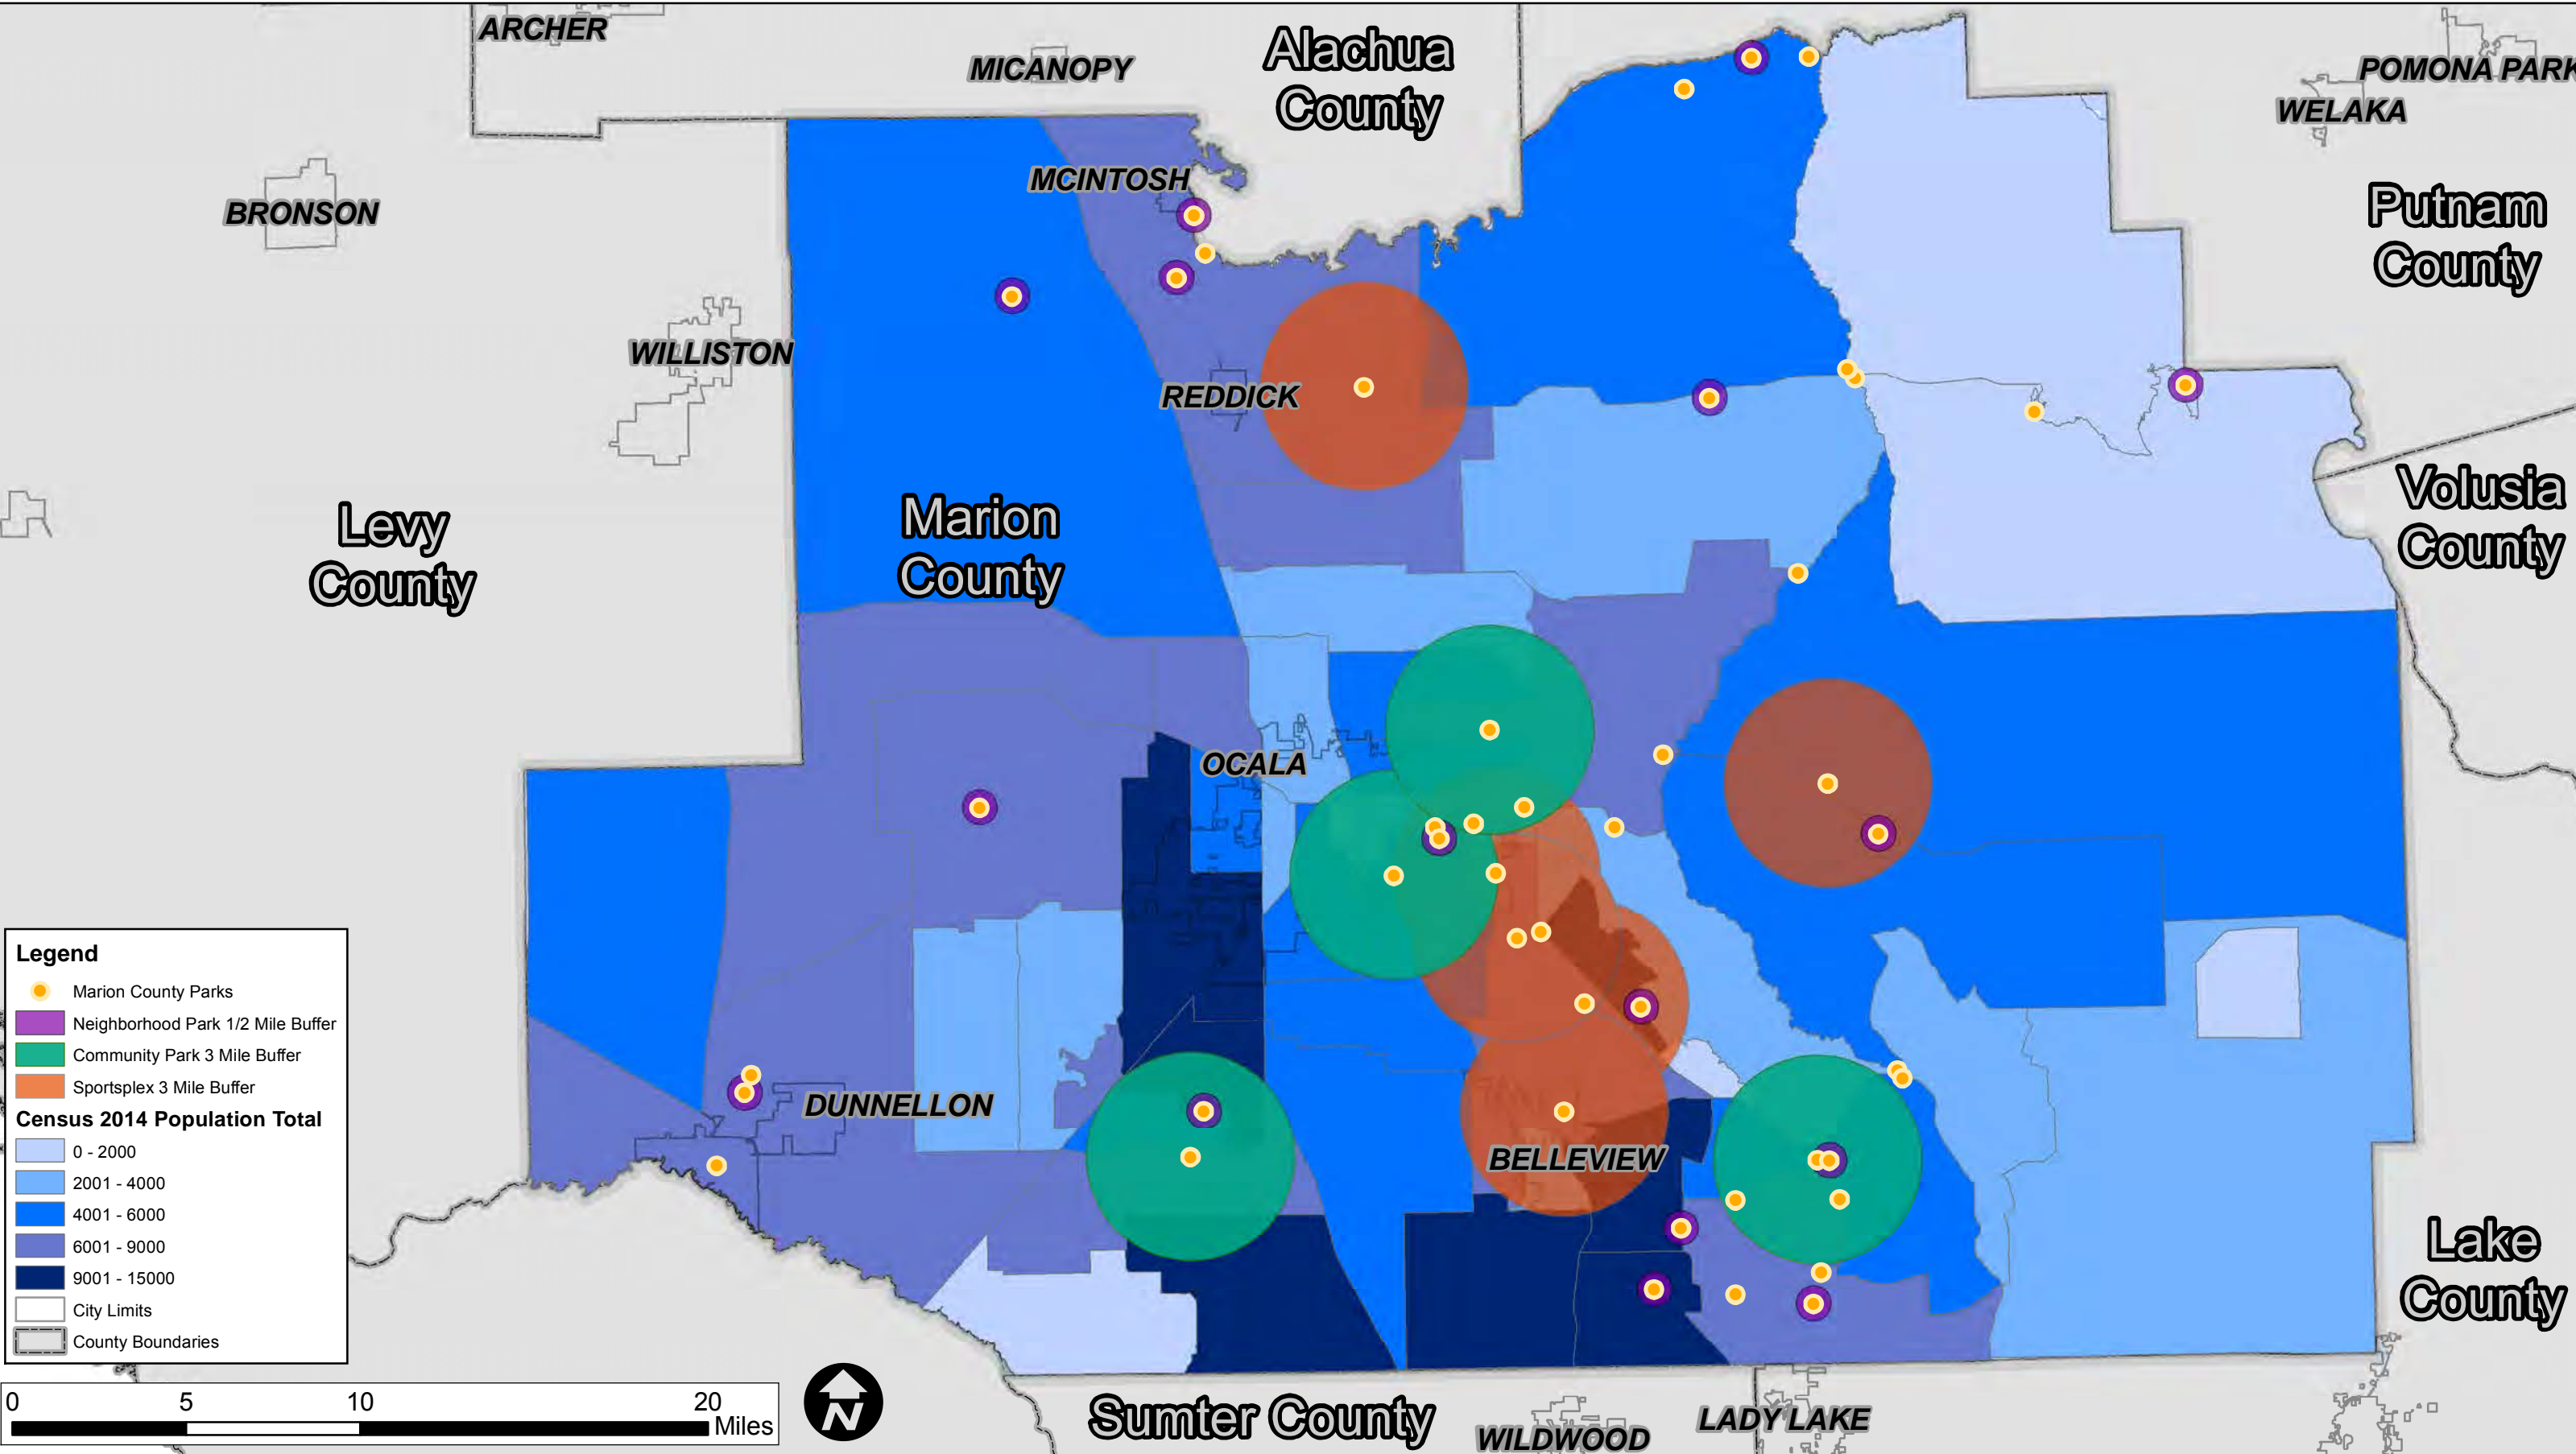 ARCHER
MICANOPY
Alachua
County
POMONA PARK
WELAKA
MCINTOSH
BRONSON
Putnam
County
WILLISTON
REDDICK
Levy
County
Marion
County
Volusia
County
OCALA
DUNNELLON
BELLEVIEW
Lake
County
Legend
Marion County Parks
Neighborhood Park 1/2 Mile Buffer
Community Park 3 Mile Buffer
Sportsplex 3 Mile Buffer
Census 2014 Population Total
0 - 2000
2001 - 4000
4001 - 6000
6001 - 9000
9001 - 15000
City Limits
County Boundaries
0 5 10 20
Miles
N
Sumter County
WILDWOOD
LADY LAKE